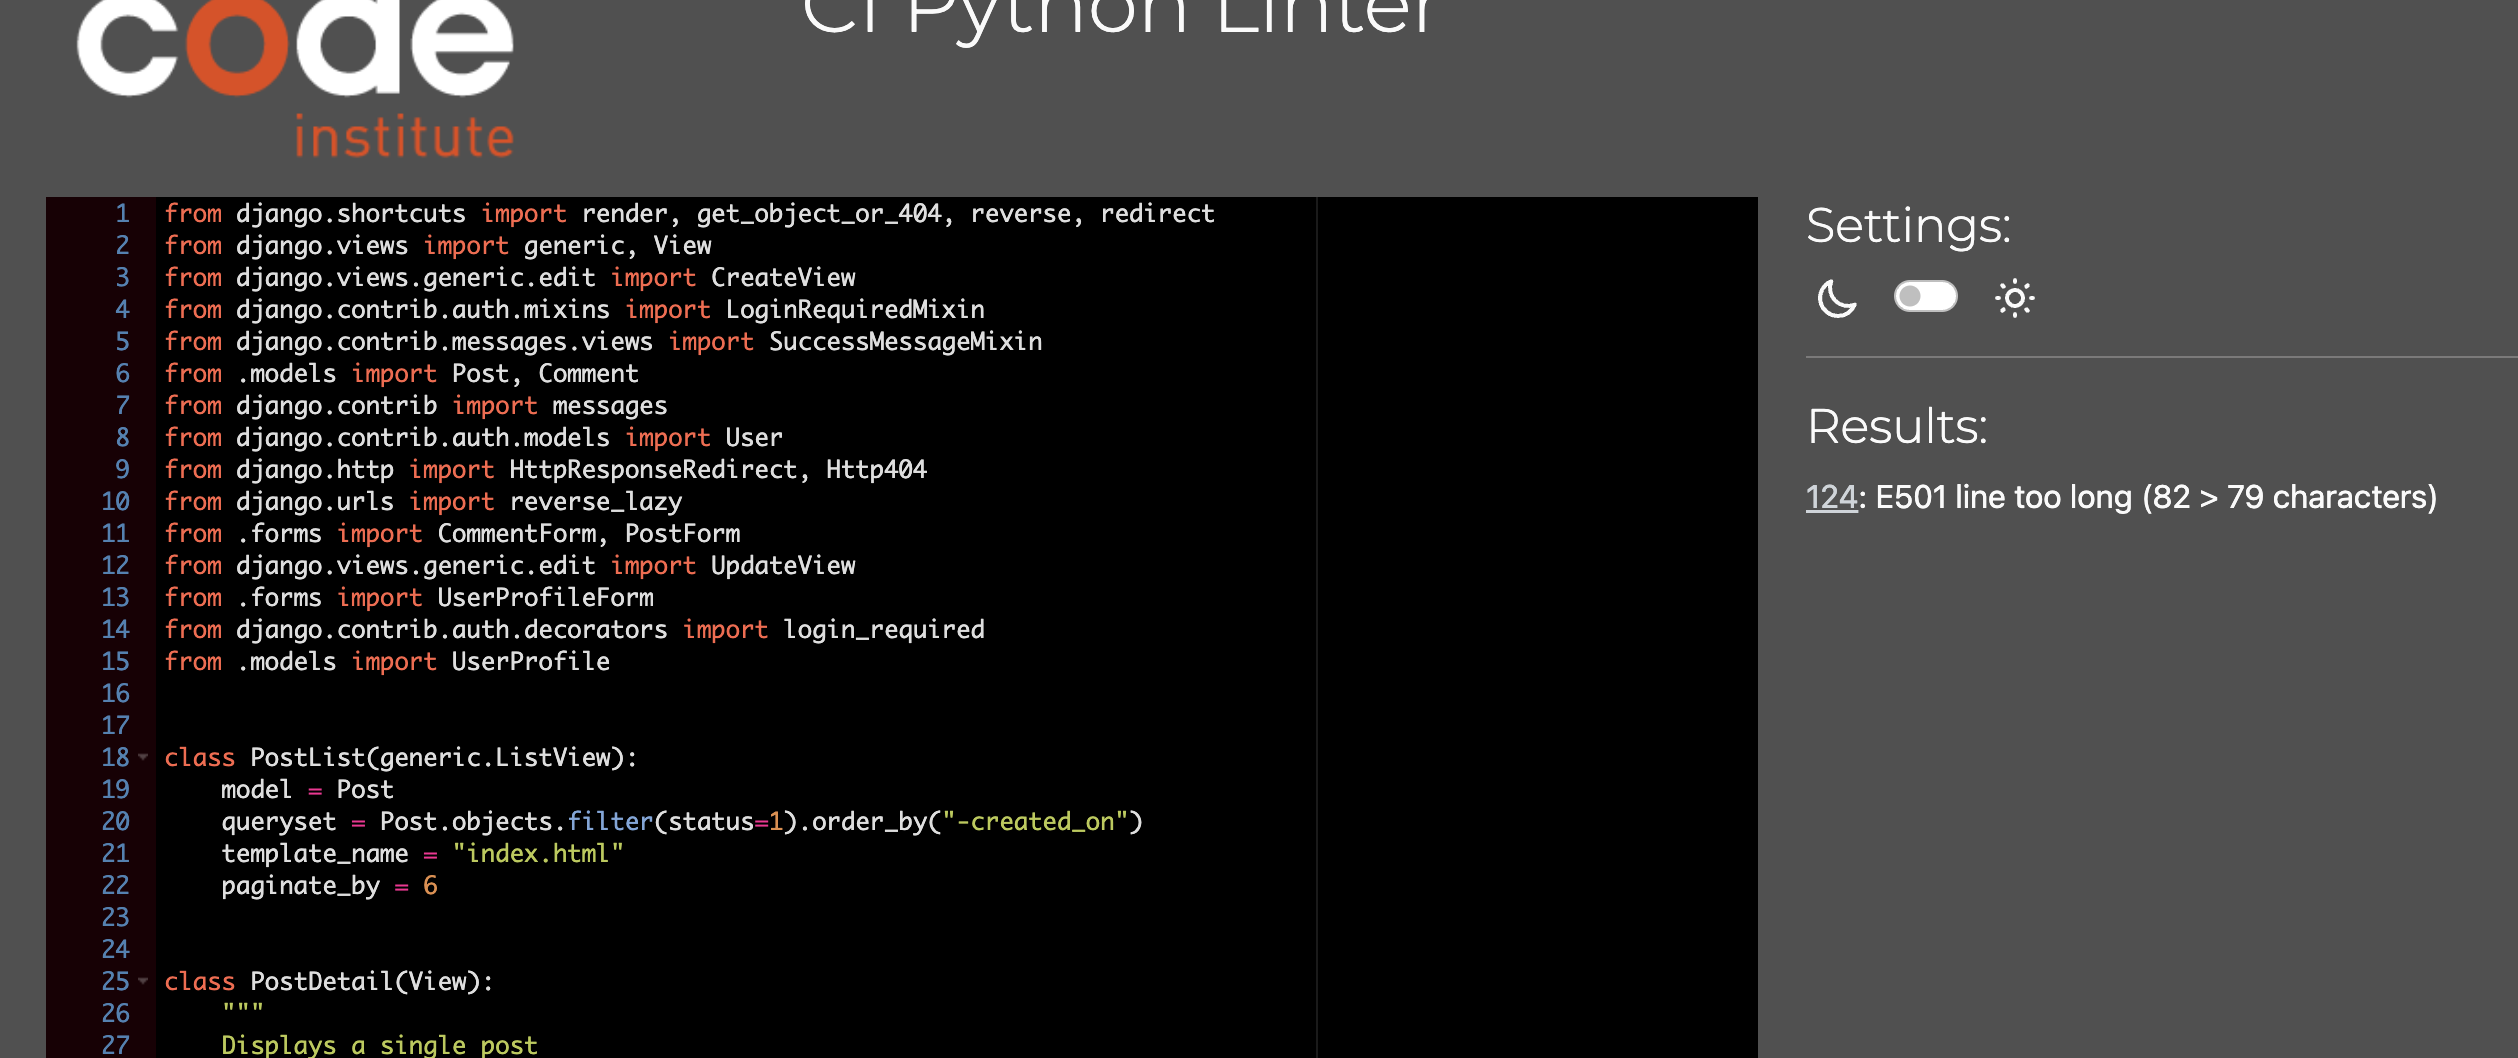 code
institute
CI Python Linter
1 from django.shortcuts import render, get_object_or_404, reverse, redirect
2 from django.views import generic, View
3 from django.views.generic.edit import CreateView
4 from django.contrib.auth.mixins import LoginRequiredMixin
5 from django.contrib.messages.views import SuccessMessageMixin
6 from .models import Post, Comment
7 from django.contrib import messages
8 from django.contrib.auth.models import User
9 from django.http import HttpResponseRedirect, Http404
10 from django.urls import reverse_lazy
11 from .forms import CommentForm, PostForm
12 from django.views.generic.edit import UpdateView
13 from .forms import UserProfileForm
14 from django.contrib.auth.decorators import login_required
15 from .models import UserProfile
16
17
18 class PostList(generic.ListView):
19     model = Post
20     queryset = Post.objects.filter(status=1).order_by("-created_on")
21     template_name = "index.html"
22     paginate_by = 6
23
24
25 class PostDetail(View):
26     """
27     Displays a single post
Settings:
Results:
124: E501 line too long (82 > 79 characters)